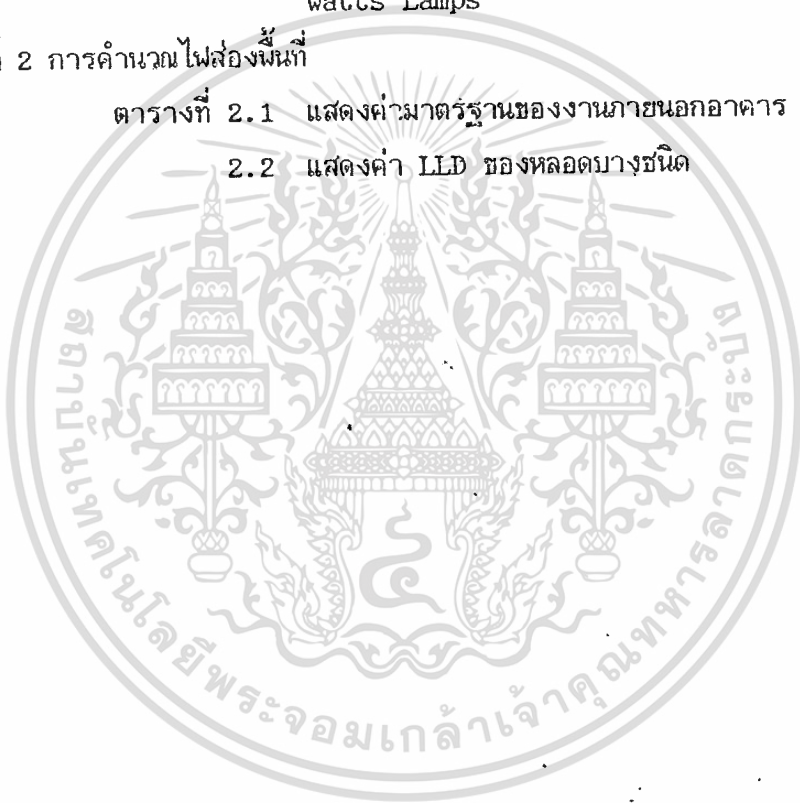 watts Lamps
2 การคำนวณไฟส่องพื้นที่
ตารางที่ 2.1 แสดงค่ามาตรฐานของงานภายนอกอาคาร
2.2 แสดงค่า LLD ของหลอดบางชนิด
สถาบันเทคโนโลยีพระจอมเกล้าเจ้าคุณทหารลาดกระบัง